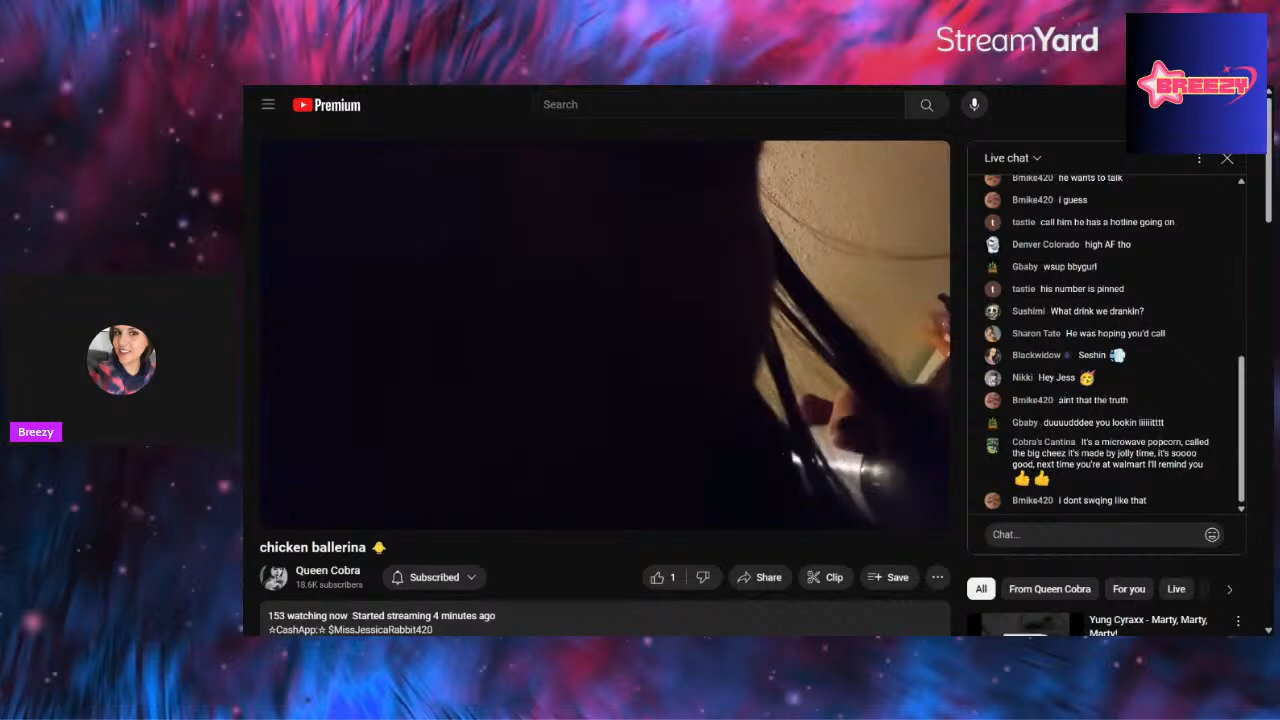 StreamYard
BREEZY
Premium
Search
Live chat
Bmike420 he wants to talk
Bmike420 i guess
t tastie call him he has a hotline going on
Denver Colorado high AF tho
Gbaby wsup bbygurl
t tastie his number is pinned
Sushimi What drink we drankin?
Sharon Tate He was hoping you'd call
Blackwidow Seshin 💨
Nikki Hey Jess 🥳
Bmike420 aint that the truth
Gbaby duuuudddee you lookin liiiiitttt
Cobra's Cantina It's a microwave popcorn, called
the big cheez it's made by jolly time, it's soooo
good, next time you're at walmart I'll remind you
👍 👍
Bmike420 i dont swqing like that
Chat...
Breezy
chicken ballerina 🐥
Queen Cobra
18.6K subscribers
Subscribed
1
Share
Clip
Save
153 watching now Started streaming 4 minutes ago
☆CashApp:☆ $MissJessicaRabbit420
All
From Queen Cobra
For you
Live
Yung Cyraxx - Marty, Marty,
Marty!